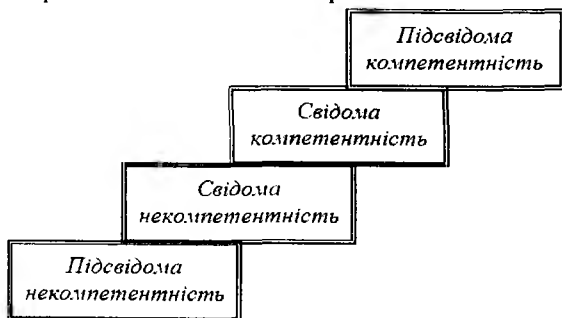 Підсвідома
компетентність
Свідома
компетентність
Свідома
некомпетентність
Підсвідома
некомпетентність